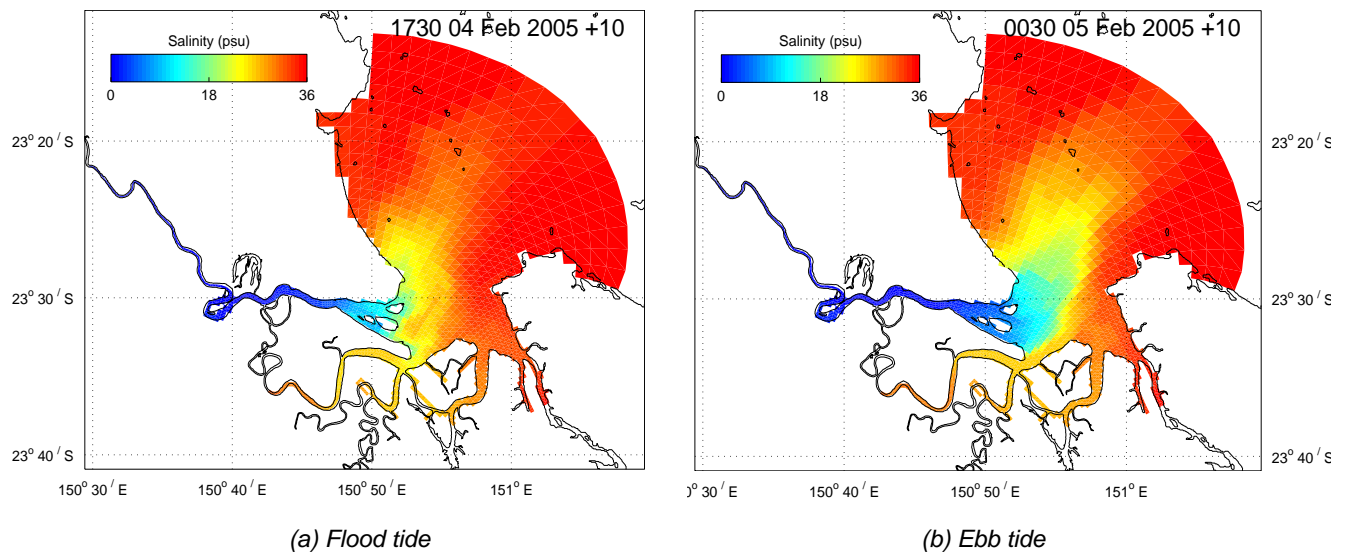 1730 04 Feb 2005 +10
Salinity (psu)
0 18 36
23° 20 ' S
23° 30 ' S
23° 40 ' S
150° 30 ' E 150° 40 ' E 150° 50 ' E 151° E
(a) Flood tide
0030 05 Feb 2005 +10
Salinity (psu)
0 18 36
23° 20 ' S
23° 30 ' S
23° 40 ' S
0° 30 ' E 150° 40 ' E 150° 50 ' E 151° E
(b) Ebb tide